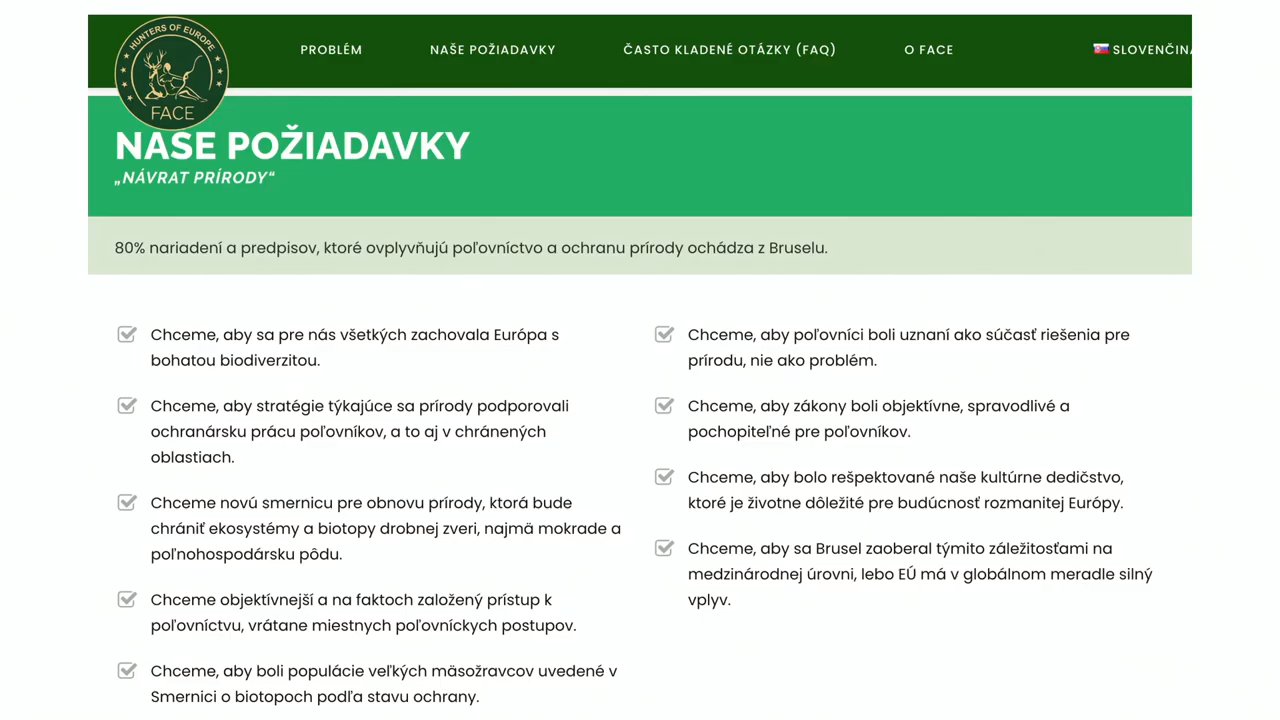 HUNTERS OF EUROPE
FACE
PROBLÉM
NAŠE POŽIADAVKY
ČASTO KLADENÉ OTÁZKY (FAQ)
O FACE
SLOVENČINA
NASE POŽIADAVKY
„NÁVRAT PRÍRODY“
80% nariadení a predpisov, ktoré ovplyvňujú poľovníctvo a ochranu prírody ochádza z Bruselu.
Chceme, aby sa pre nás všetkých zachovala Európa s
bohatou biodiverzitou.
Chceme, aby stratégie týkajúce sa prírody podporovali
ochranársku prácu poľovníkov, a to aj v chránených
oblastiach.
Chceme novú smernicu pre obnovu prírody, ktorá bude
chrániť ekosystémy a biotopy drobnej zveri, najmä mokrade a
poľnohospodársku pôdu.
Chceme objektívnejší a na faktoch založený prístup k
poľovníctvu, vrátane miestnych poľovníckych postupov.
Chceme, aby boli populácie veľkých mäsožravcov uvedené v
Smernici o biotopoch podľa stavu ochrany.
Chceme, aby poľovníci boli uznaní ako súčasť riešenia pre
prírodu, nie ako problém.
Chceme, aby zákony boli objektívne, spravodlivé a
pochopiteľné pre poľovníkov.
Chceme, aby bolo rešpektované naše kultúrne dedičstvo,
ktoré je životne dôležité pre budúcnosť rozmanitej Európy.
Chceme, aby sa Brusel zaoberal týmito záležitosťami na
medzinárodnej úrovni, lebo EÚ má v globálnom meradle silný
vplyv.